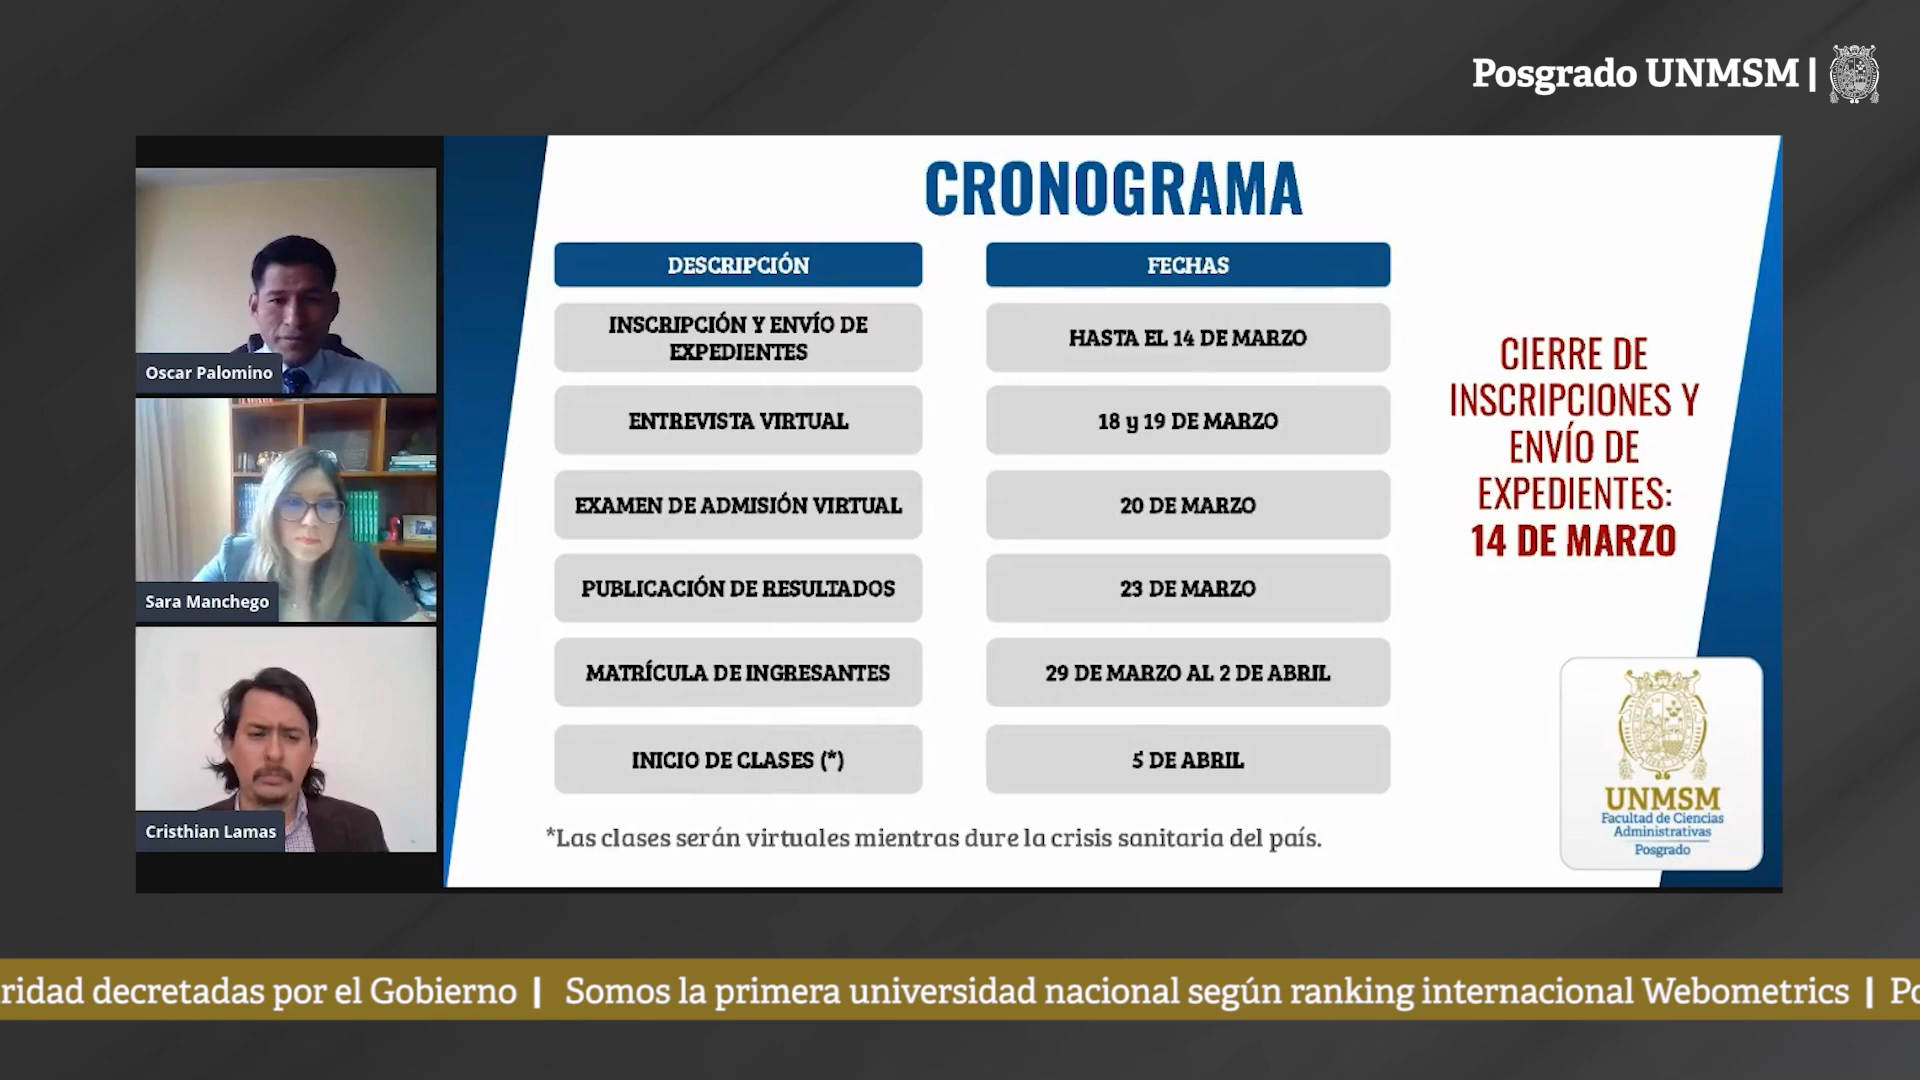 Posgrado UNMSM |
CRONOGRAMA
DESCRIPCIÓN
FECHAS
INSCRIPCIÓN Y ENVÍO DE
EXPEDIENTES
HASTA EL 14 DE MARZO
ENTREVISTA VIRTUAL
18 y 19 DE MARZO
EXAMEN DE ADMISIÓN VIRTUAL
20 DE MARZO
PUBLICACIÓN DE RESULTADOS
23 DE MARZO
MATRÍCULA DE INGRESANTES
29 DE MARZO AL 2 DE ABRIL
INICIO DE CLASES (*)
5 DE ABRIL
*Las clases serán virtuales mientras dure la crisis sanitaria del país.
CIERRE DE
INSCRIPCIONES Y
ENVÍO DE
EXPEDIENTES:
14 DE MARZO
UNMSM
Facultad de Ciencias
Administrativas
Posgrado
Oscar Palomino
Sara Manchego
Cristhian Lamas
ridad decretadas por el Gobierno | Somos la primera universidad nacional según ranking internacional Webometrics | Po